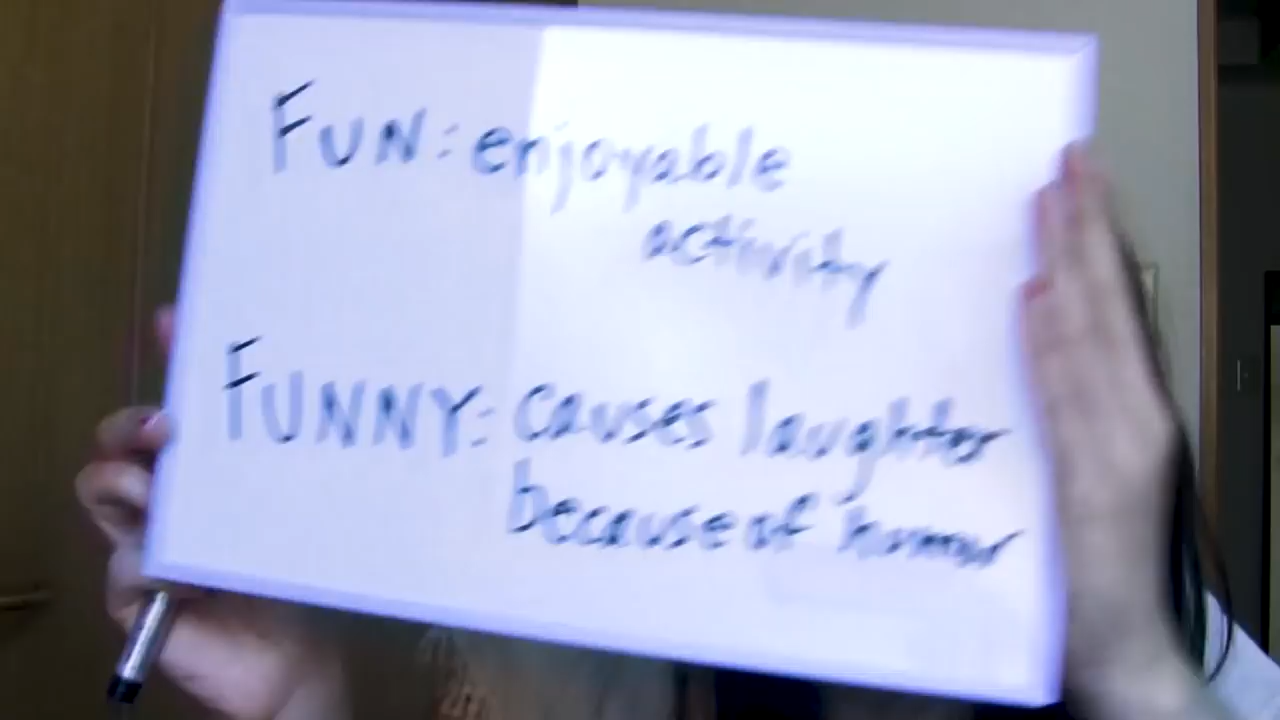 FUN: enjoyable
activity
FUNNY: causes laughter
because of humor